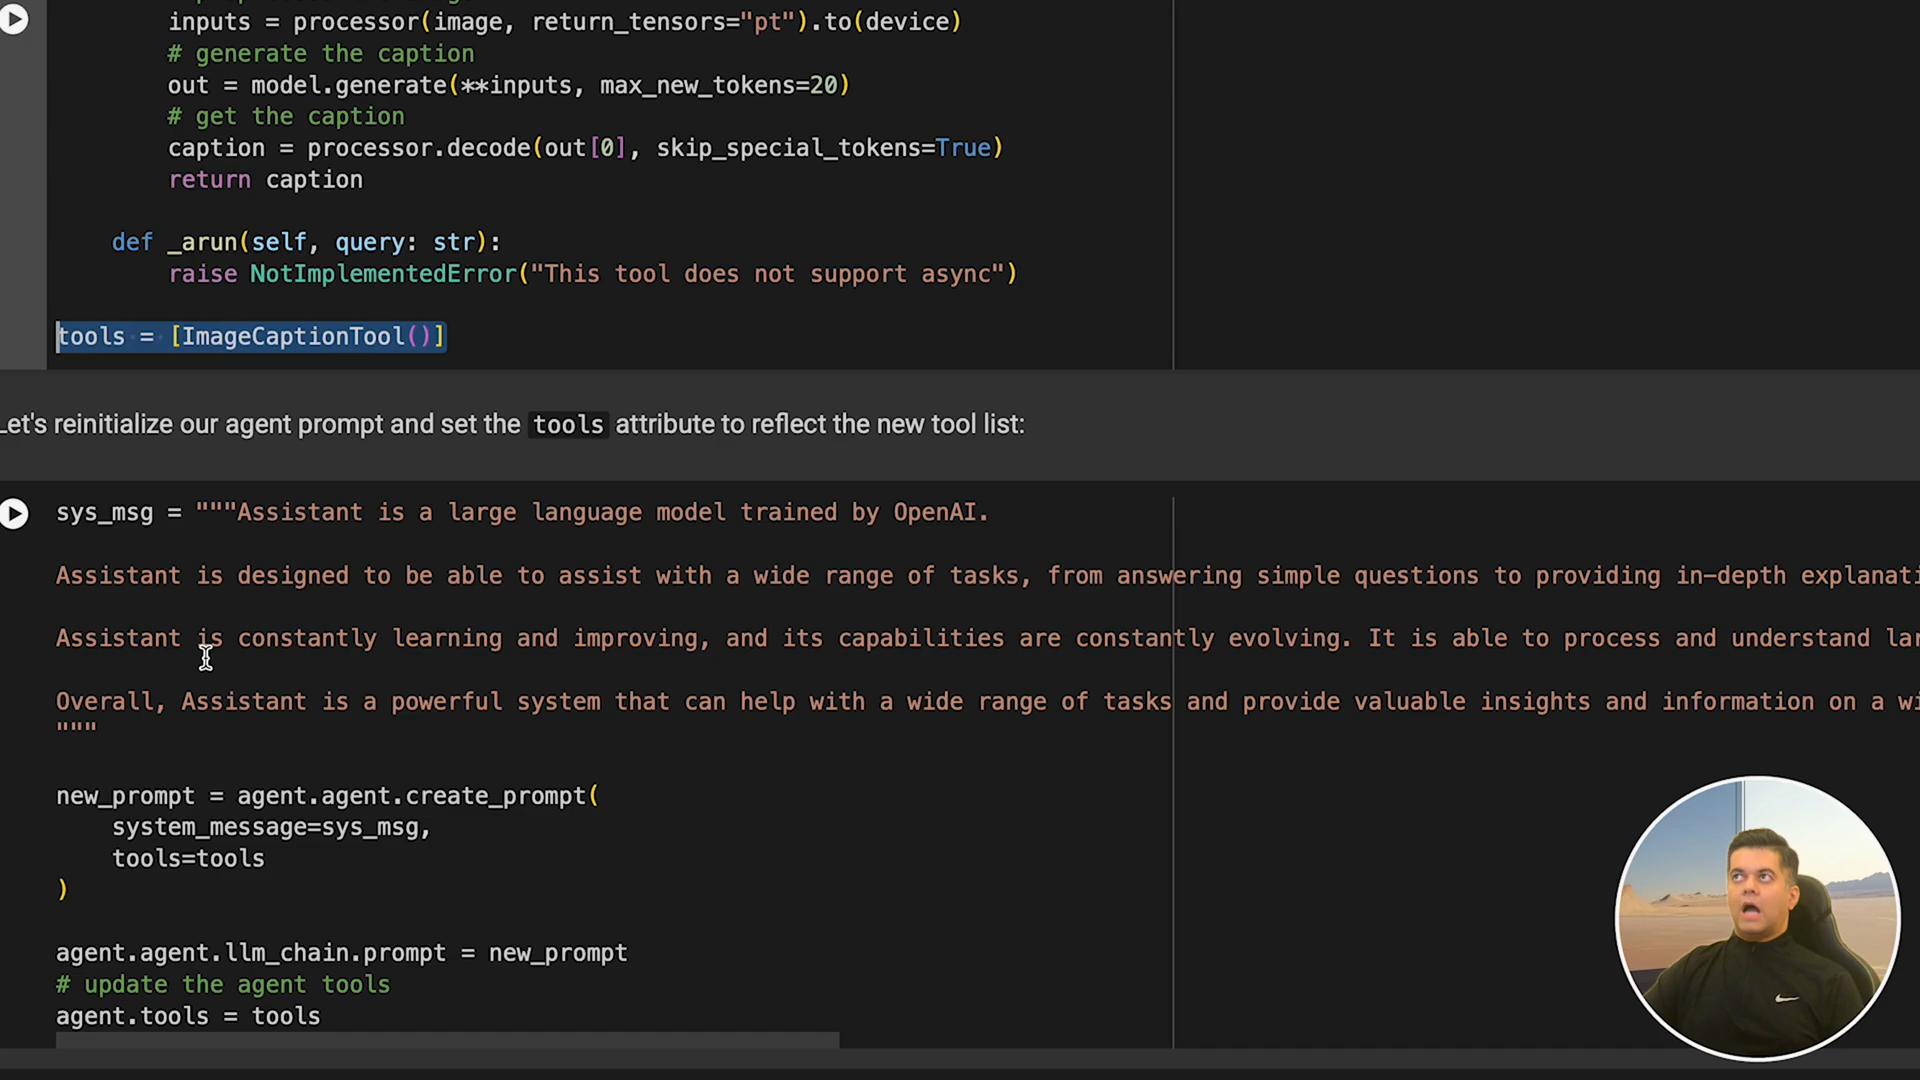 inputs = processor(image, return_tensors="pt").to(device)
# generate the caption
out = model.generate(**inputs, max_new_tokens=20)
# get the caption
caption = processor.decode(out[0], skip_special_tokens=True)
return caption
def _arun(self, query: str):
raise NotImplementedError("This tool does not support async")
tools = [ImageCaptionTool()]
Let's reinitialize our agent prompt and set the tools attribute to reflect the new tool list:
sys_msg = """Assistant is a large language model trained by OpenAI.
Assistant is designed to be able to assist with a wide range of tasks, from answering simple questions to providing in-depth explanati
Assistant is constantly learning and improving, and its capabilities are constantly evolving. It is able to process and understand lar
Overall, Assistant is a powerful system that can help with a wide range of tasks and provide valuable insights and information on a wi
"""
new_prompt = agent.agent.create_prompt(
system_message=sys_msg,
tools=tools
)
agent.agent.llm_chain.prompt = new_prompt
# update the agent tools
agent.tools = tools